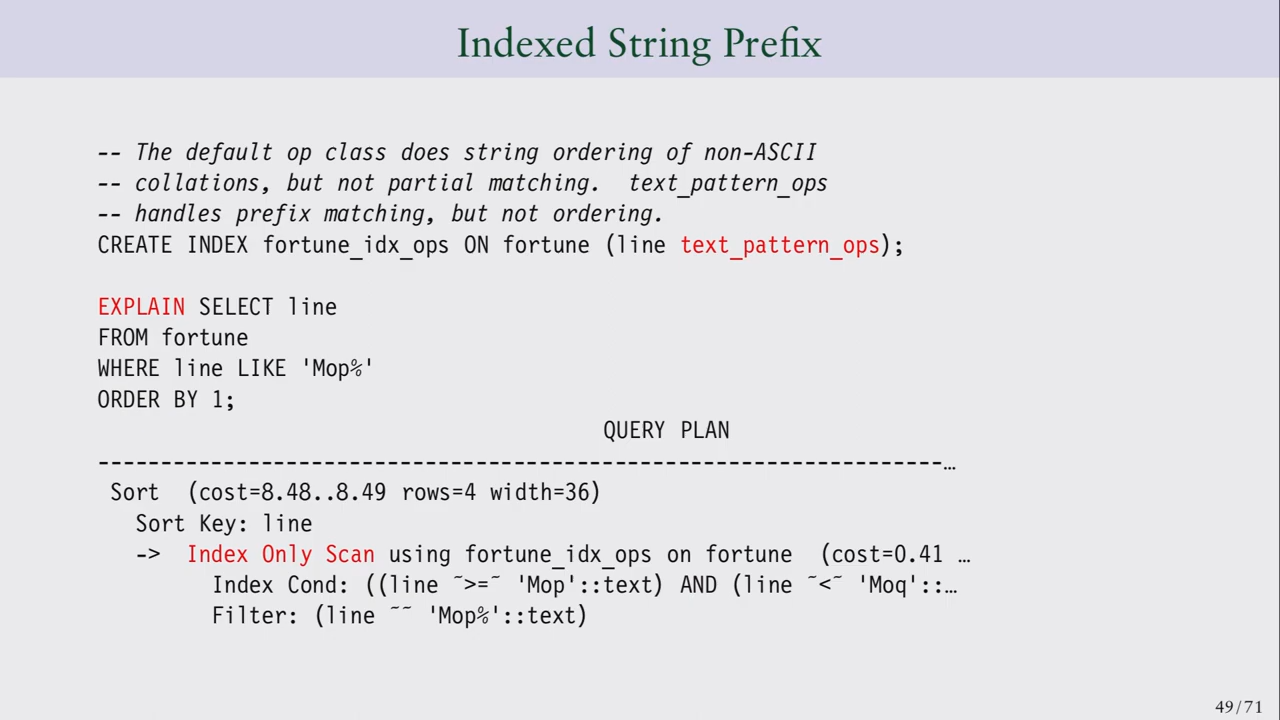 Indexed String Prefix
-- The default op class does string ordering of non-ASCII
-- collations, but not partial matching.  text_pattern_ops
-- handles prefix matching, but not ordering.
CREATE INDEX fortune_idx_ops ON fortune (line text_pattern_ops);
EXPLAIN SELECT line
FROM fortune
WHERE line LIKE 'Mop%'
ORDER BY 1;
QUERY PLAN
-------------------------------------------------------------------…
Sort  (cost=8.48..8.49 rows=4 width=36)
Sort Key: line
->  Index Only Scan using fortune_idx_ops on fortune  (cost=0.41 …
Index Cond: ((line ~>=~ 'Mop'::text) AND (line ~<~ 'Moq'::…
Filter: (line ~~ 'Mop%'::text)
49/71